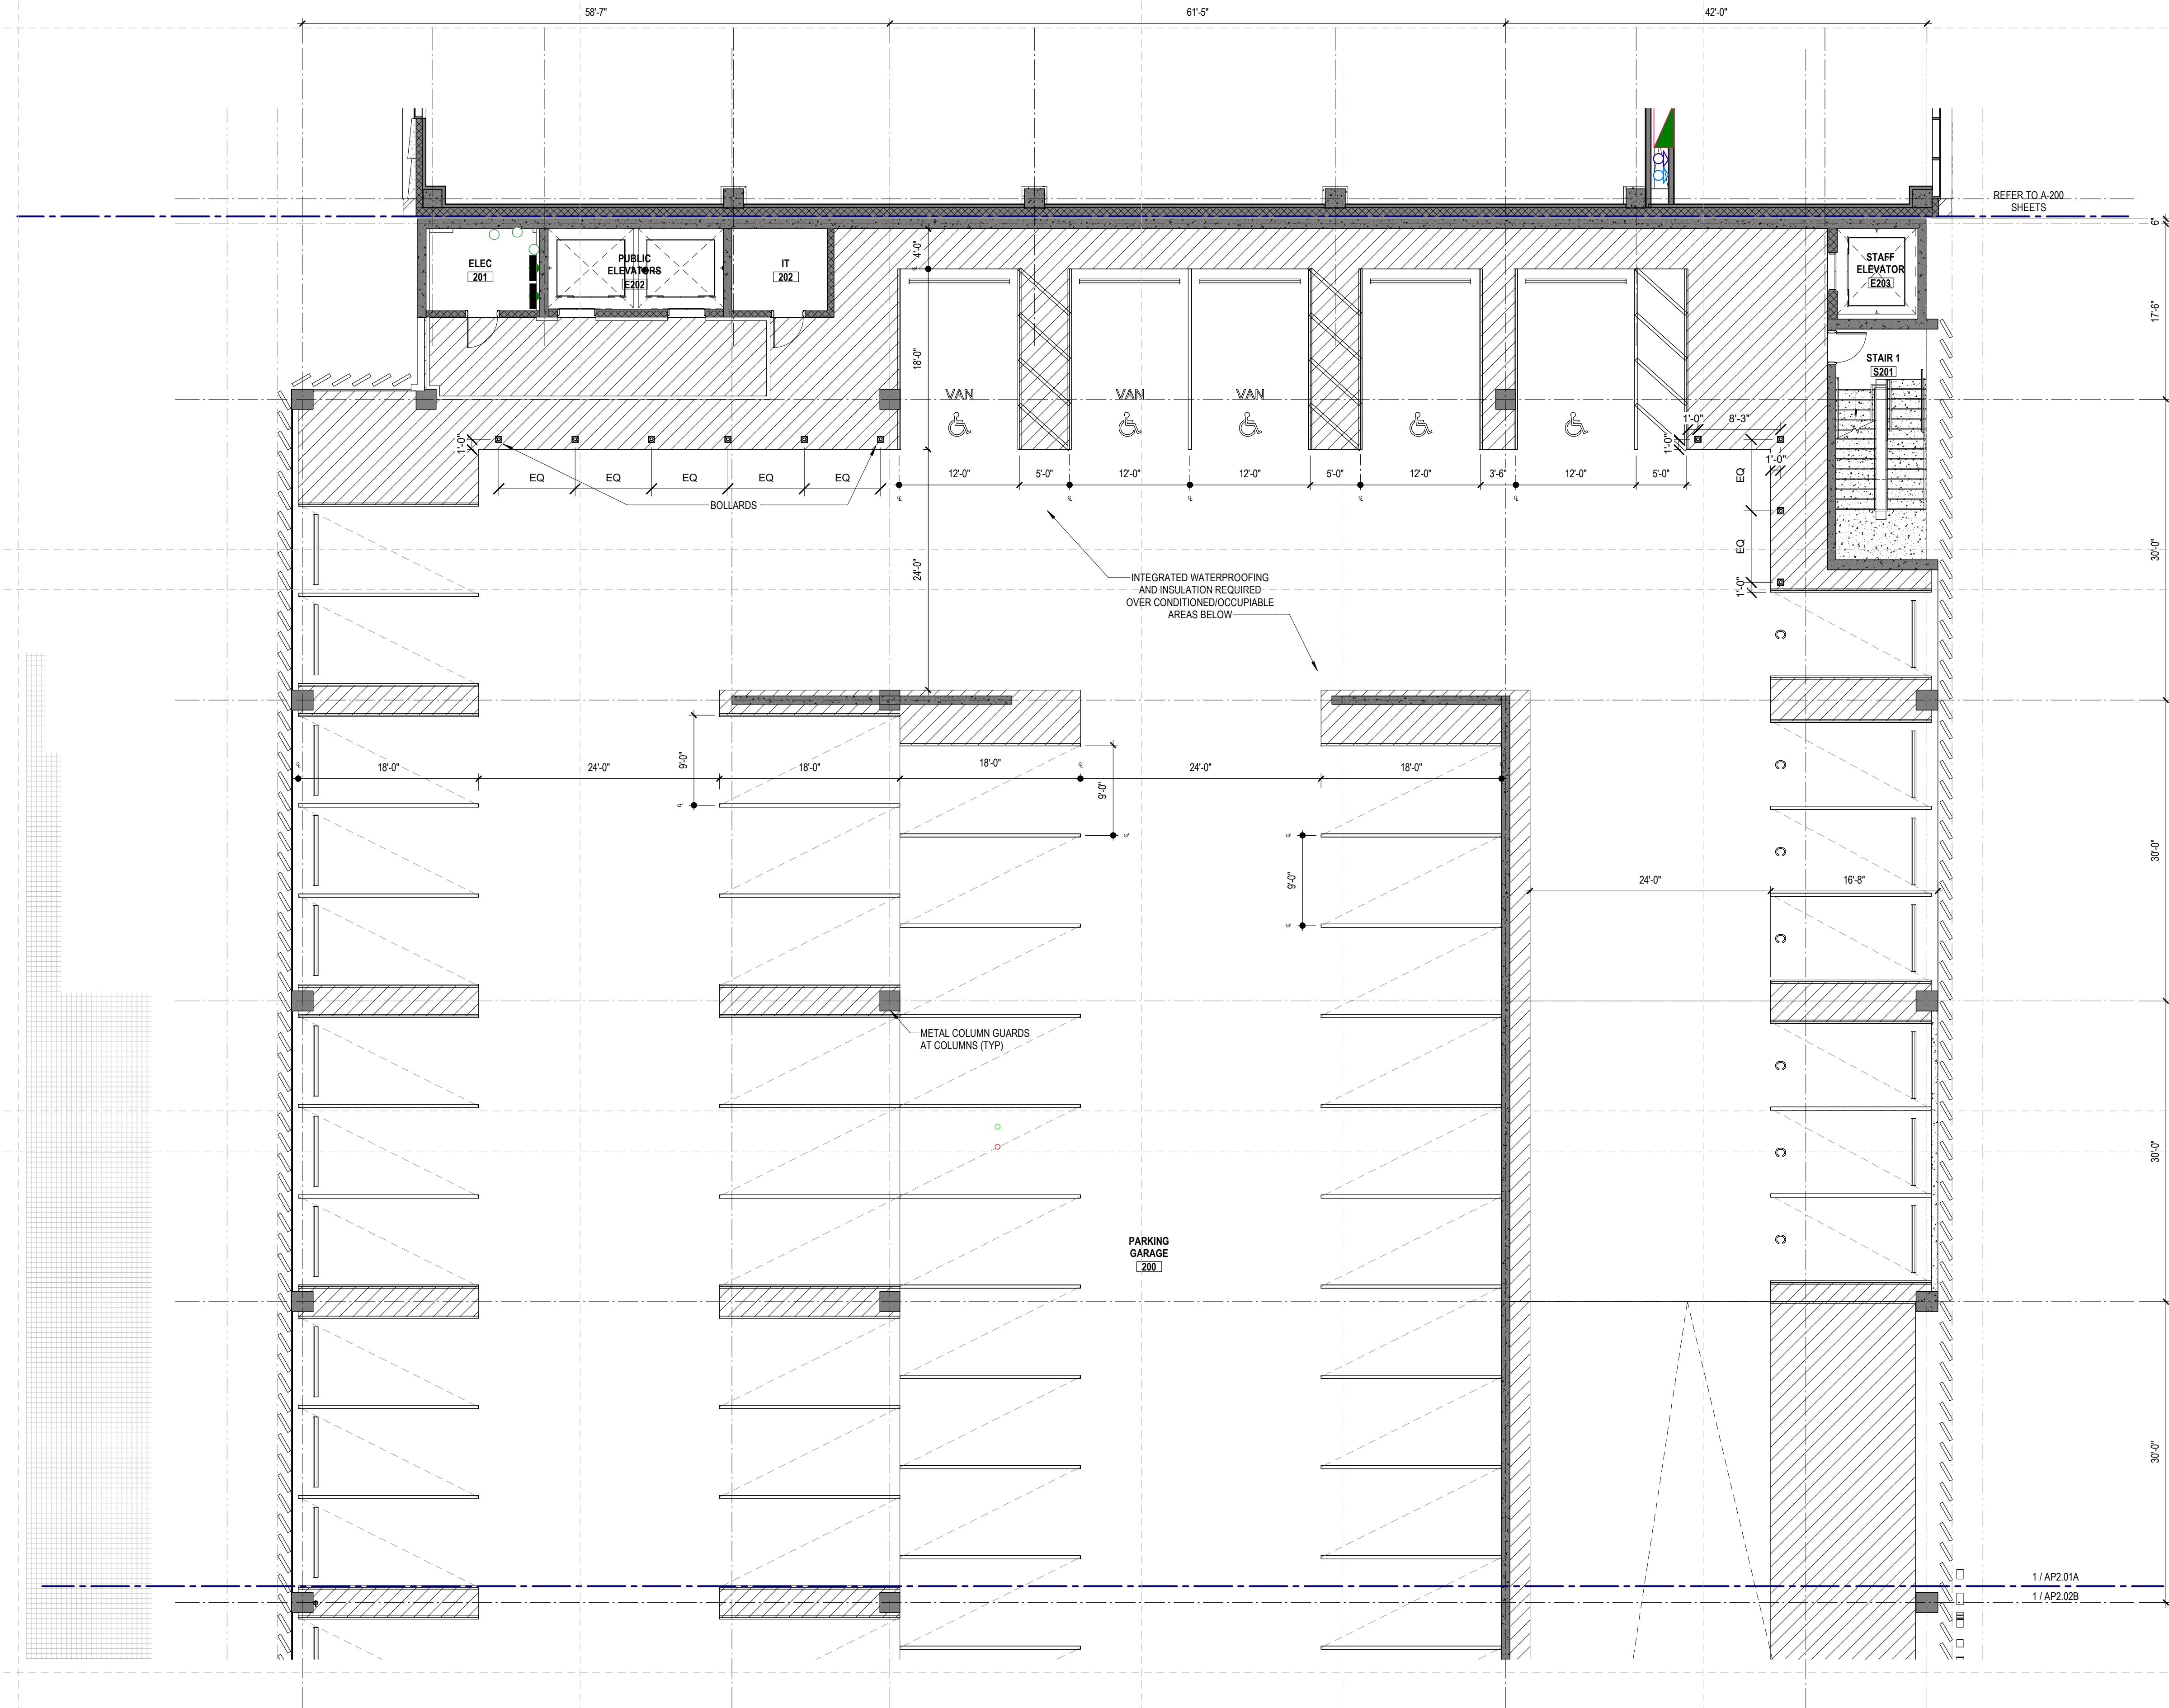 58'-7"
61'-5"
42'-0"
REFER TO A-200
SHEETS
6"
ELEC
201
PUBLIC
ELEVATORS
E202
IT
202
4'-0"
STAFF
ELEVATOR
E203
17'-6"
18'-0"
STAIR 1
S201
VAN
VAN
VAN
1'-0"
8'-3"
1'-0"
1'-0"
1'-0"
EQ
EQ
EQ
EQ
EQ
12'-0"
5'-0"
12'-0"
12'-0"
5'-0"
12'-0"
3'-6"
12'-0"
5'-0"
EQ
BOLLARDS
EQ
30'-0"
24'-0"
INTEGRATED WATERPROOFING
AND INSULATION REQUIRED
OVER CONDITIONED/OCCUPIABLE
AREAS BELOW
1'-0"
C
9'-0"
18'-0"
24'-0"
18'-0"
18'-0"
24'-0"
18'-0"
C
9'-0"
C
30'-0"
9'-0"
24'-0"
16'-8"
C
METAL COLUMN GUARDS
AT COLUMNS (TYP)
C
C
30'-0"
PARKING
GARAGE
200
C
30'-0"
1 / AP2.01A
1 / AP2.02B